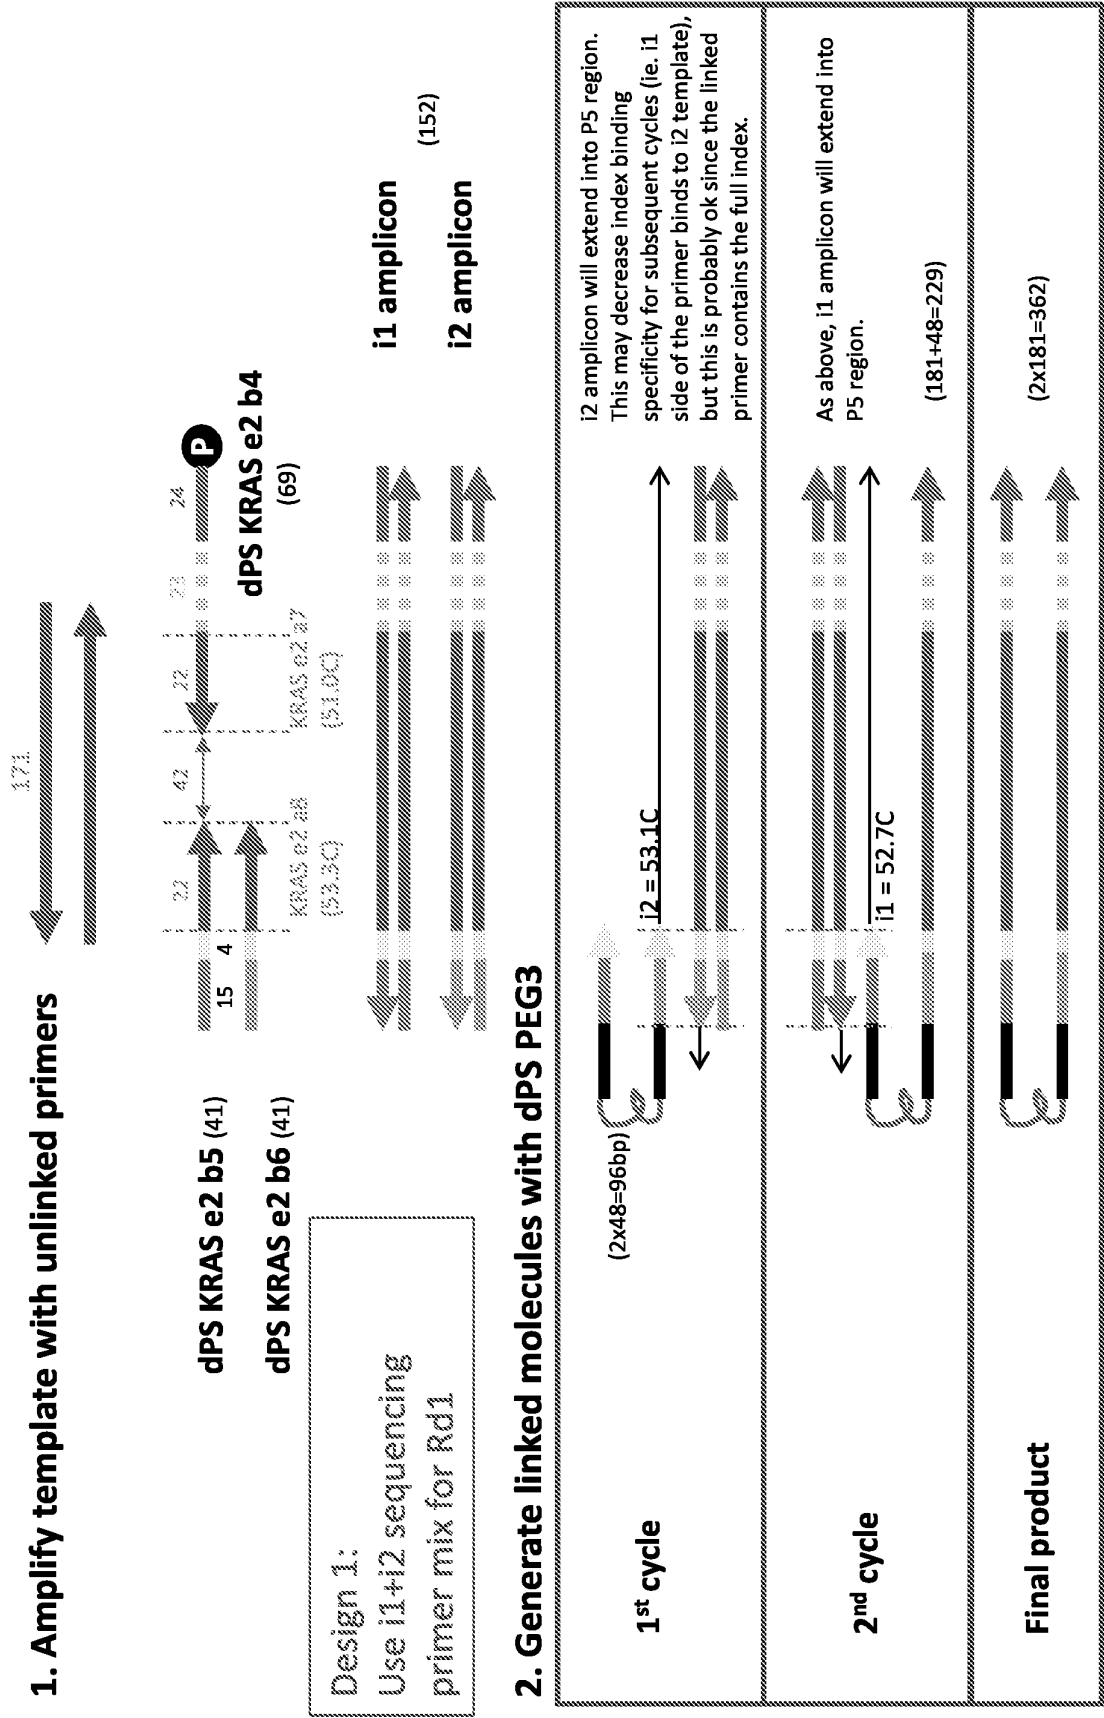 1. Amplify template with unlinked primers
171
dPS KRAS e2 b5 (41)
dPS KRAS e2 b6 (41)
15
4
22
42
22
23
24
P
KRAS e2 a8
(53.3C)
KRAS e2 a7
(51.0C)
dPS KRAS e2 b4
(69)
i1 amplicon
(152)
i2 amplicon
Design 1:
Use i1+i2 sequencing
primer mix for Rd1
2. Generate linked molecules with dPS PEG3
1st cycle
(2x48=96bp)
i2 = 53.1C
i2 amplicon will extend into P5 region.
This may decrease index binding
specificity for subsequent cycles (ie. i1
side of the primer binds to i2 template),
but this is probably ok since the linked
primer contains the full index.
2nd cycle
i1 = 52.7C
As above, i1 amplicon will extend into
P5 region.
(181+48=229)
Final product
(2x181=362)